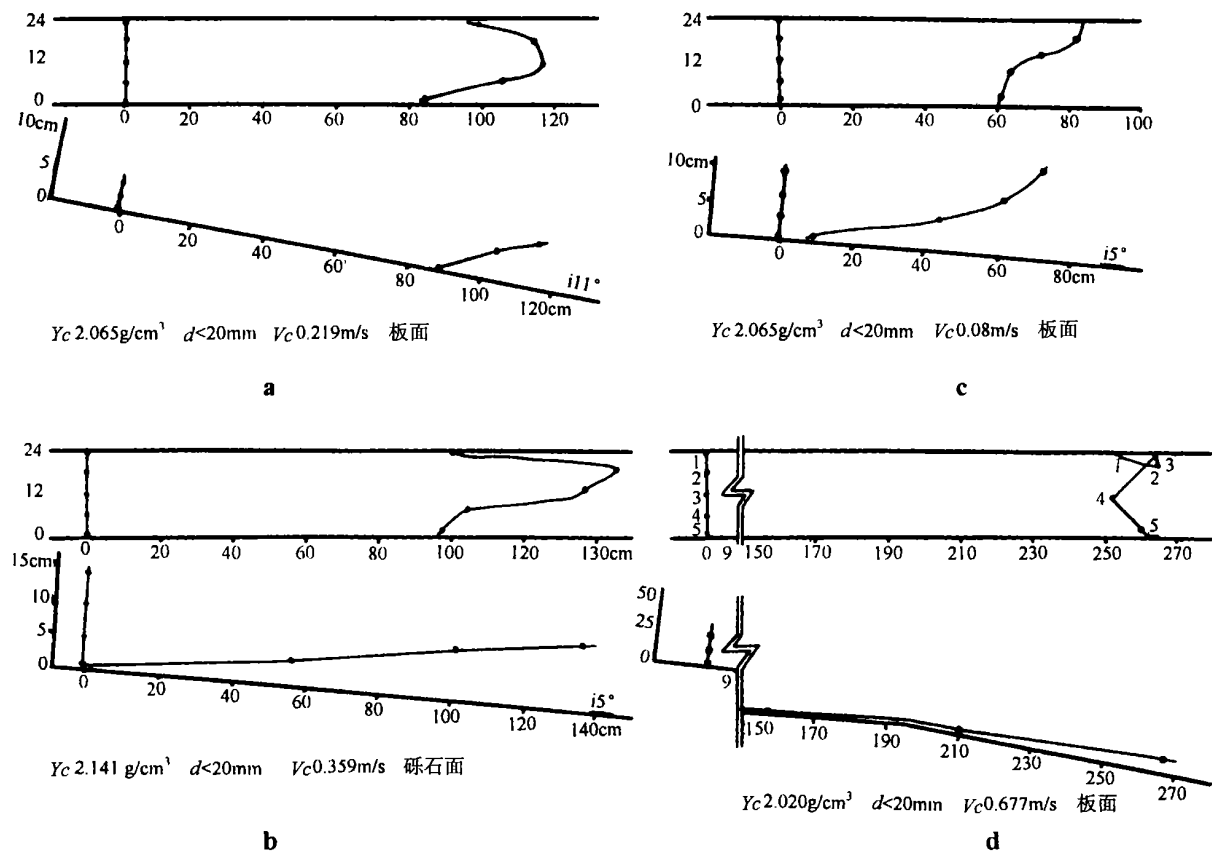 24
12
0
0 20 40 60 80 100 120
10cm
5
0
0
20
40
60
80
100
120cm
i11°
Yc 2.065g/cm³ d<20mm Vc 0.219m/s 板面
a
24
12
0
0 20 40 60 80 100
10cm
5
0
0
20
40
60
80cm
i5°
Yc 2.065g/cm³ d<20mm Vc 0.08m/s 板面
c
24
12
0
0 20 40 60 80 100 130cm
15cm
10
5
0
0
20
40
60
80
100
120
140cm
i5°
Yc 2.141 g/cm³ d<20mm Vc 0.359m/s 砾石面
b
1
2
3
4
5
1
2
3
4
5
0 9 150 170 190 210 230 250 270
50
25
0
9
150
170
190
210
230
250
270
Yc 2.020g/cm³ d<20mm Vc 0.677m/s 板面
d